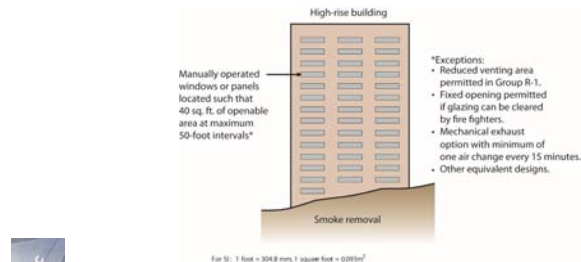 High-rise building
Manually operated
windows or panels
located such that
40 sq. ft. of openable
area at maximum
50-foot intervals*
*Exceptions:
• Reduced venting area
permitted in Group R-1.
• Fixed opening permitted
if glazing can be cleared
by fire fighters.
• Mechanical exhaust
option with minimum of
one air change every 15 minutes.
• Other equivalent designs.
Smoke removal
For SI: 1 foot = 304.8 mm, 1 square foot = 0.093m²